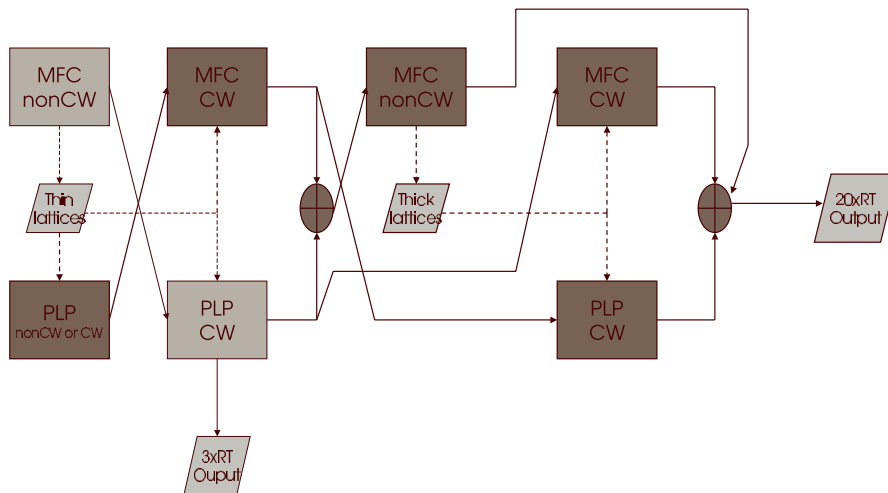 MFC
nonCW
MFC
CW
MFC
nonCW
MFC
CW
Thin
lattices
Thick
lattices
20xRT
Output
PLP
nonCW or CW
PLP
CW
PLP
CW
3xRT
Ouput